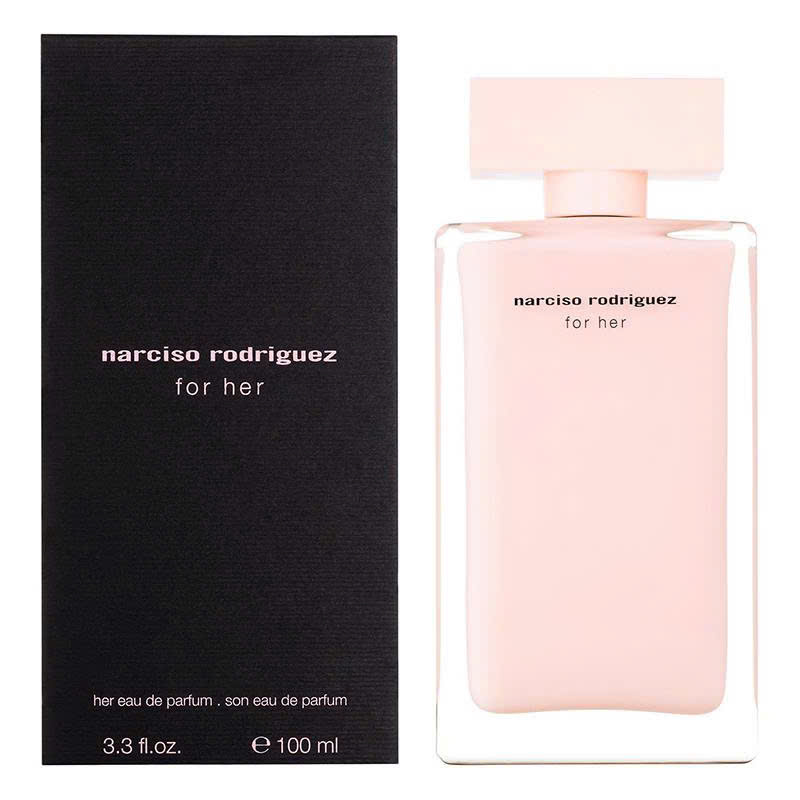 narciso rodriguez
for her
her eau de parfum . son eau de parfum
3.3 fl.oz. ℮ 100 ml
narciso rodriguez
for her